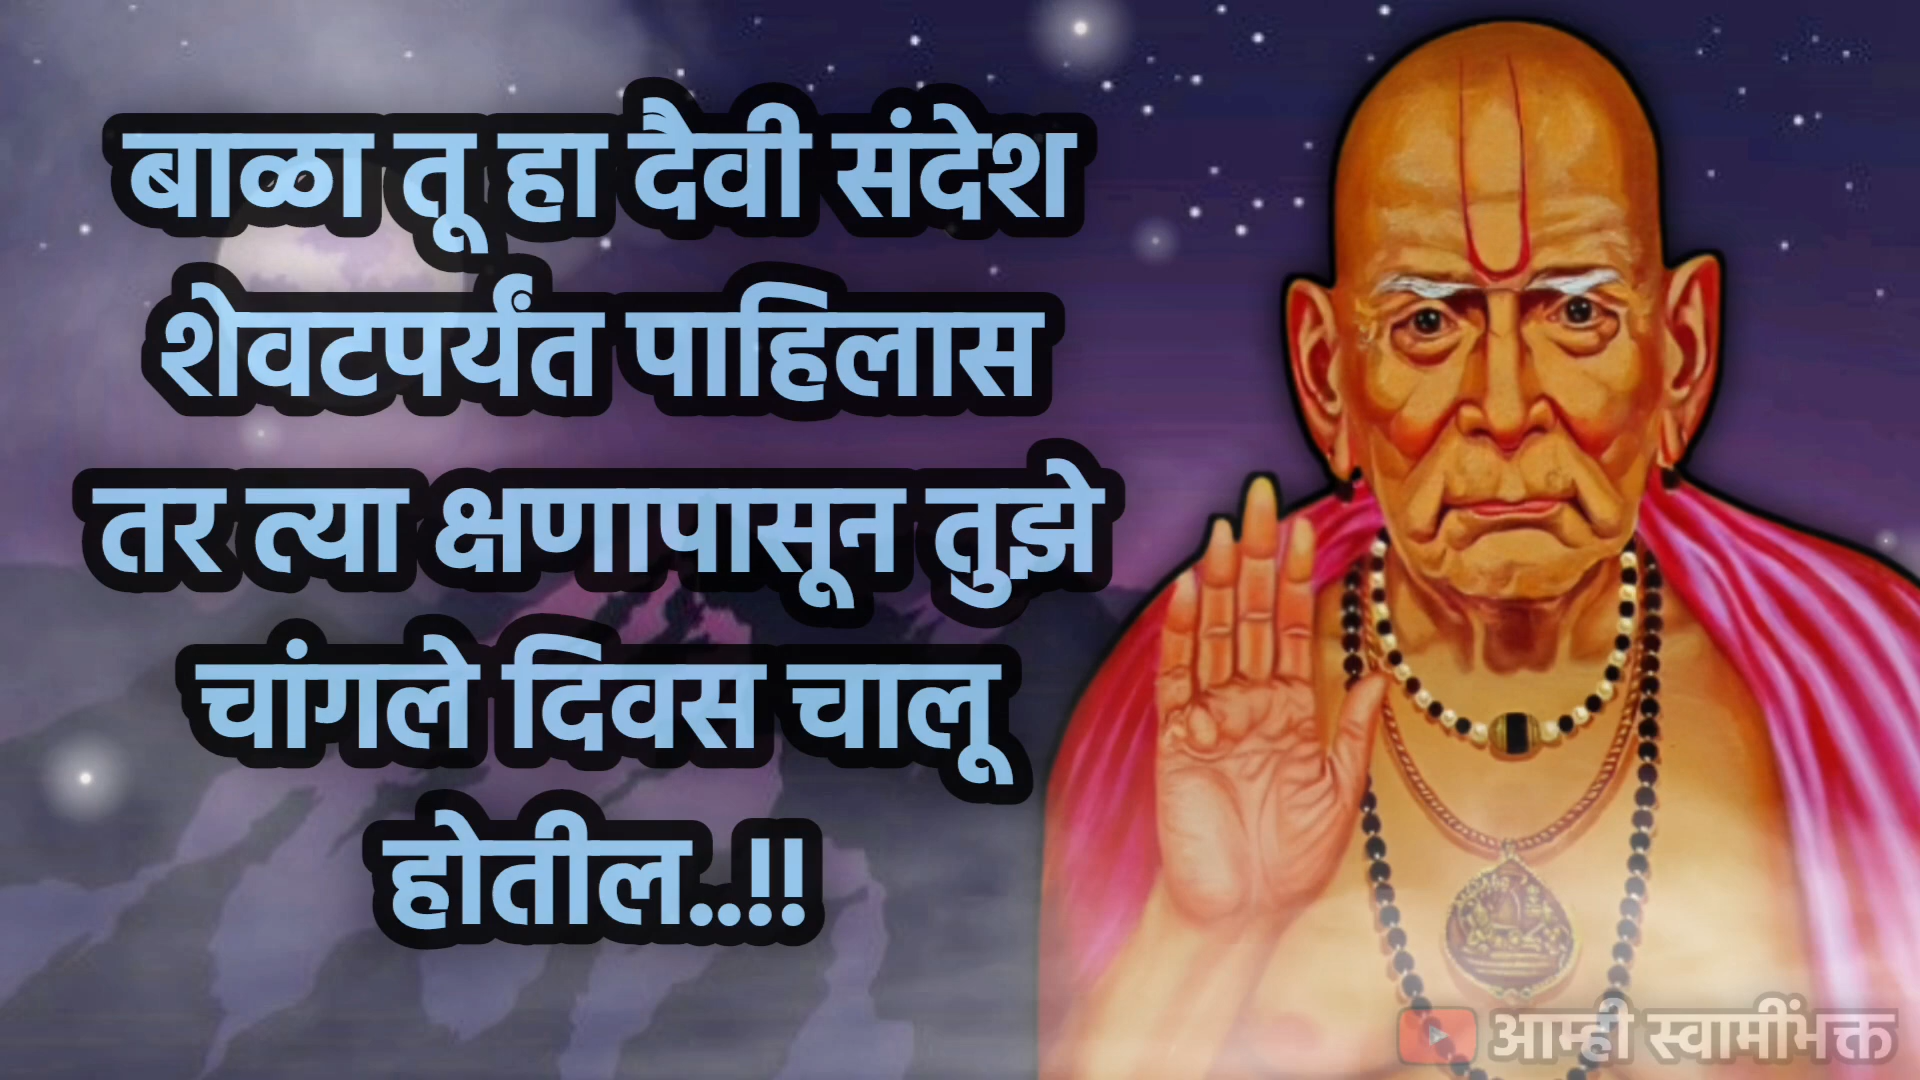 बाळा तू हा दैवी संदेश
शेवटपर्यंत पाहिलास
तर त्या क्षणापासून तुझे
चांगले दिवस चालू
होतील..!!
आम्ही स्वामींभक्त